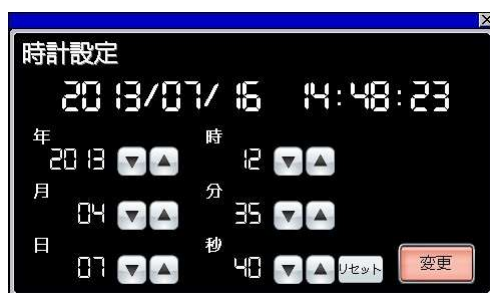 時計設定
2013/07/16 14:48:23
年 時
2013 ▼ ▲ 12 ▼ ▲
月 分
04 ▼ ▲ 35 ▼ ▲
日 秒
07 ▼ ▲ 40 ▼ ▲ リセット 変更